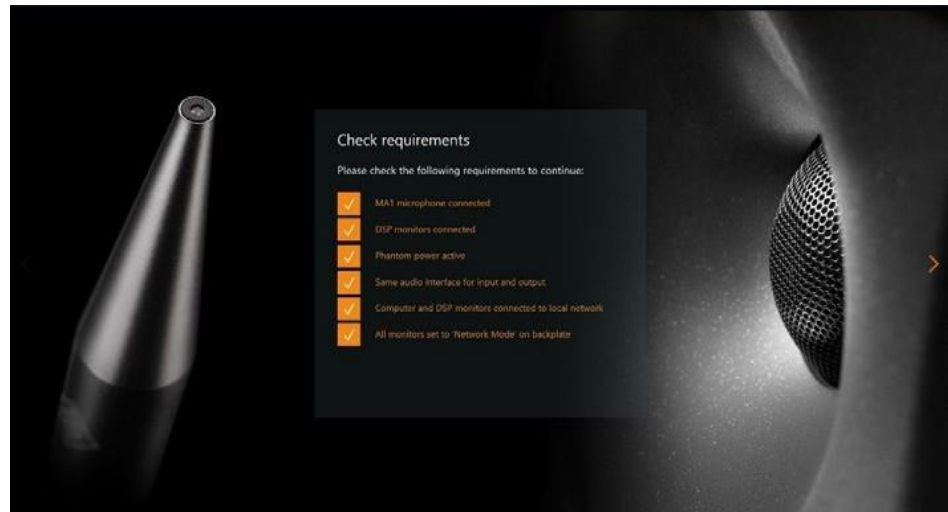 Check requirements
Please check the following requirements to continue:
MA1 microphone connected
DSP monitors connected
Phantom power active
Same audio interface for input and output
Computer and DSP monitors connected to local network
All monitors set to 'Network Mode' on backplate